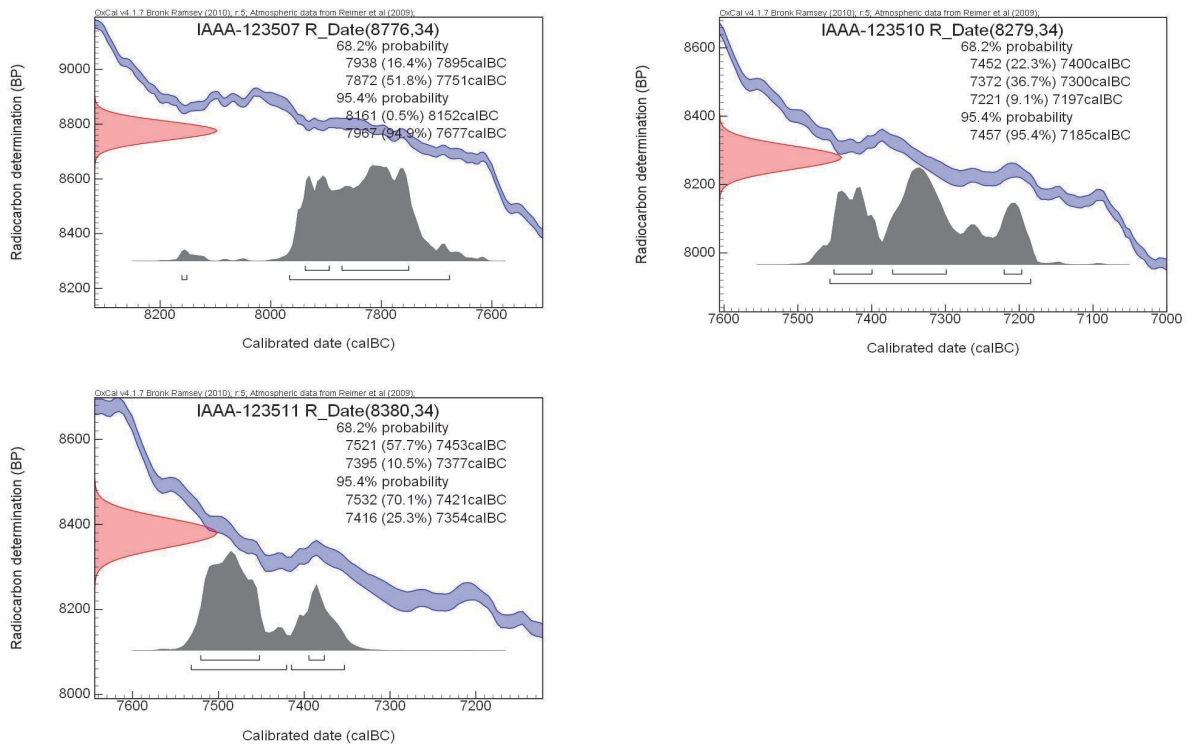 OxCal v4.1.7 Bronk Ramsey (2010); r:5; Atmospheric data from Reimer et al (2009);
IAAA-123507 R_Date(8776,34)
68.2% probability
7938 (16.4%) 7895calBC
7872 (51.8%) 7751calBC
95.4% probability
8161 (0.5%) 8152calBC
7967 (94.9%) 7677calBC
Radiocarbon determination (BP)
9000
8800
8600
8400
8200
8200 8000 7800 7600
Calibrated date (calBC)
OxCal v4.1.7 Bronk Ramsey (2010); r:5; Atmospheric data from Reimer et al (2009);
IAAA-123510 R_Date(8279,34)
68.2% probability
7452 (22.3%) 7400calBC
7372 (36.7%) 7300calBC
7221 (9.1%) 7197calBC
95.4% probability
7457 (95.4%) 7185calBC
Radiocarbon determination (BP)
8600
8400
8200
8000
7600 7500 7400 7300 7200 7100 7000
Calibrated date (calBC)
OxCal v4.1.7 Bronk Ramsey (2010); r:5; Atmospheric data from Reimer et al (2009);
IAAA-123511 R_Date(8380,34)
68.2% probability
7521 (57.7%) 7453calBC
7395 (10.5%) 7377calBC
95.4% probability
7532 (70.1%) 7421calBC
7416 (25.3%) 7354calBC
Radiocarbon determination (BP)
8600
8400
8200
8000
7600 7500 7400 7300 7200
Calibrated date (calBC)